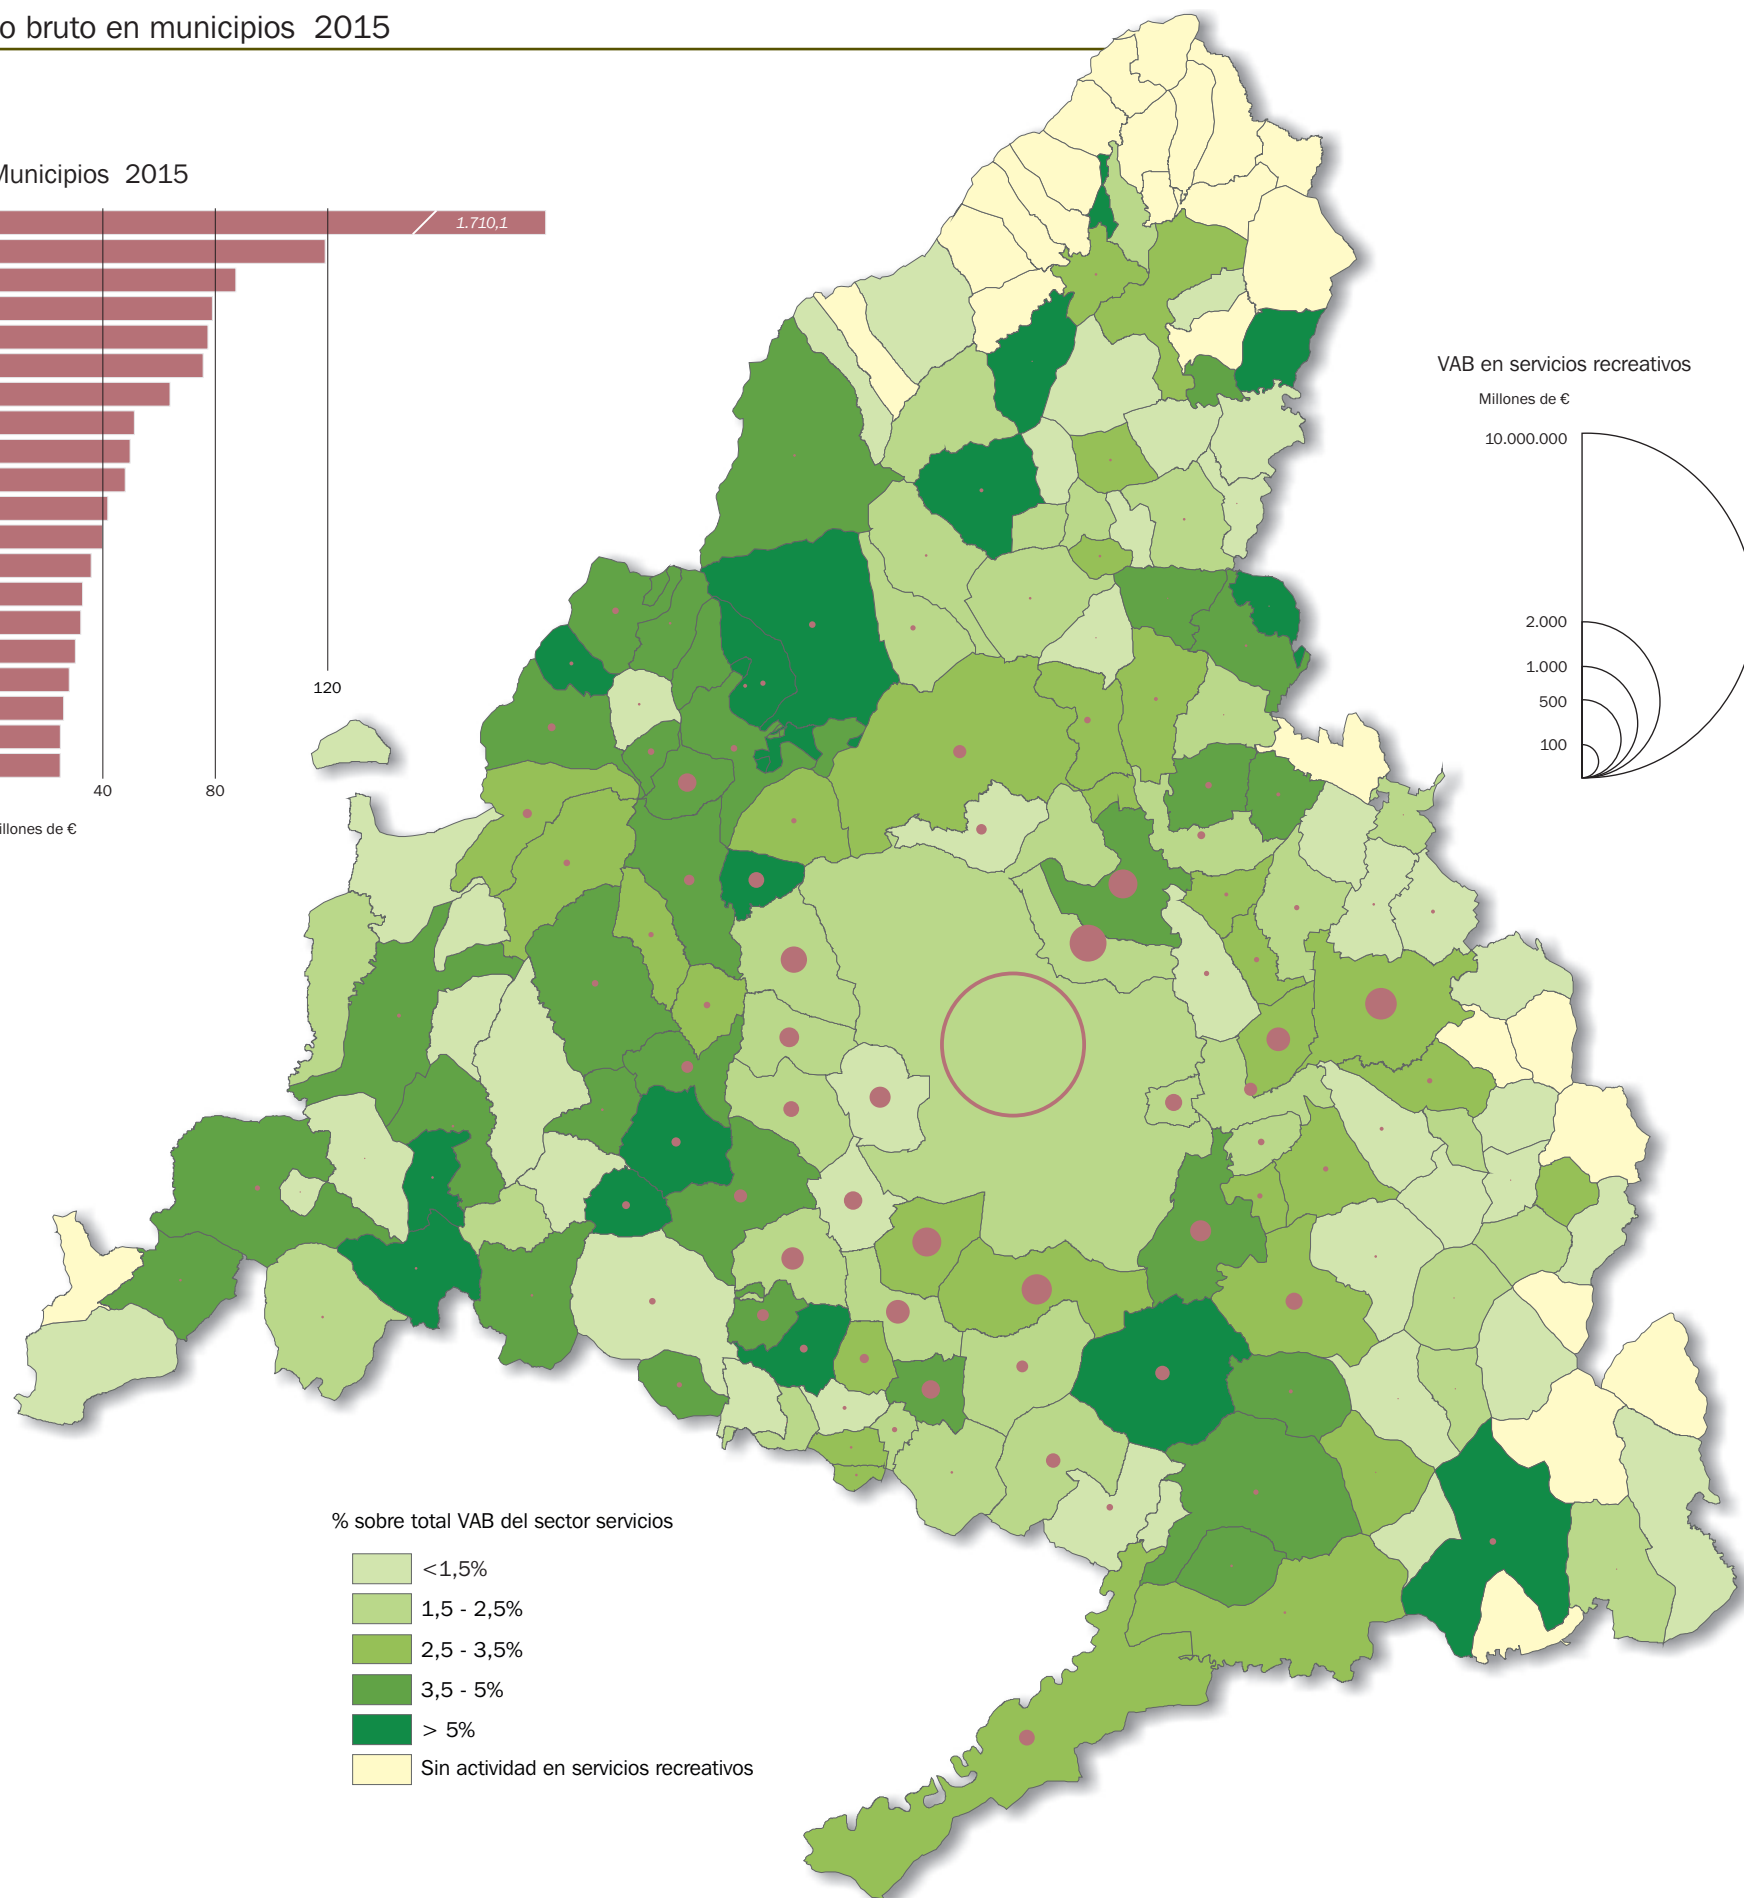 o bruto en municipios 2015
Municipios 2015
1.710,1
120
40
80
illones de €
VAB en servicios recreativos
Millones de €
10.000.000
2.000
1.000
500
100
% sobre total VAB del sector servicios
<1,5%
1,5 - 2,5%
2,5 - 3,5%
3,5 - 5%
> 5%
Sin actividad en servicios recreativos